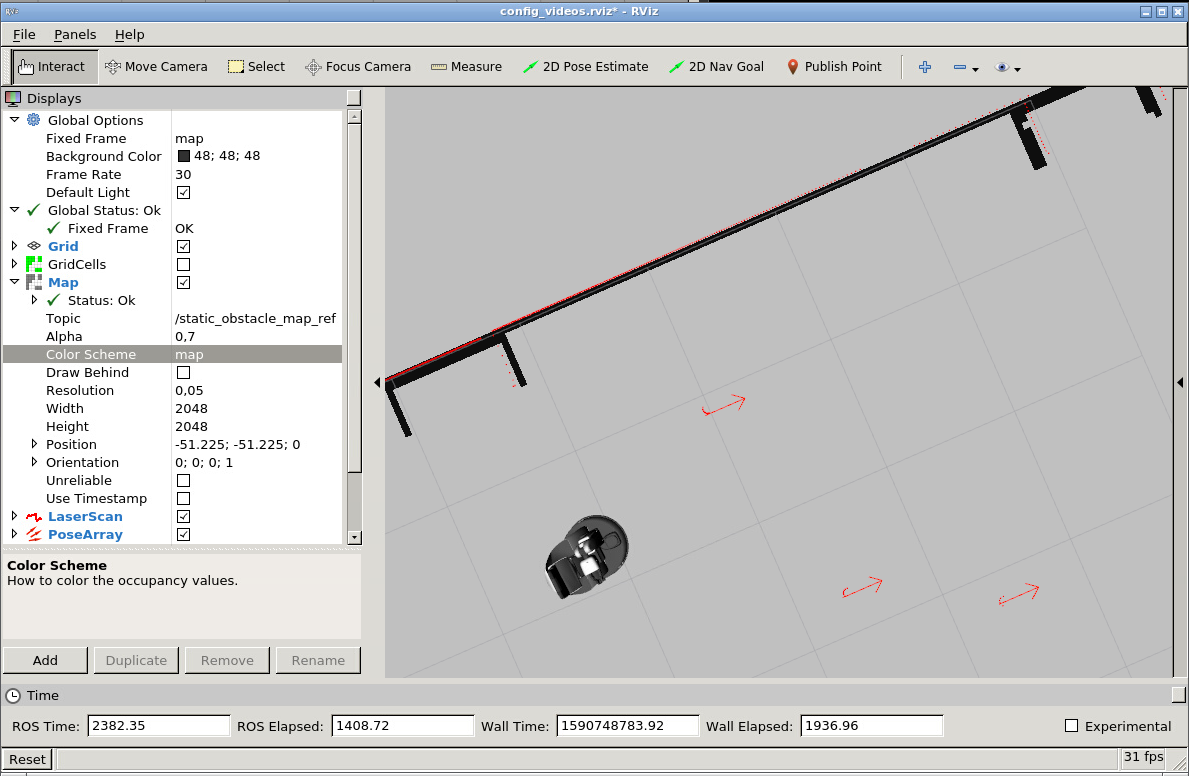 config_videos.rviz* - RViz
File Panels Help
Interact Move Camera Select Focus Camera Measure 2D Pose Estimate 2D Nav Goal Publish Point
Displays
Global Options
Fixed Frame map
Background Color 48; 48; 48
Frame Rate 30
Default Light
Global Status: Ok
Fixed Frame OK
Grid
GridCells
Map
Status: Ok
Topic /static_obstacle_map_ref
Alpha 0,7
Color Scheme map
Draw Behind
Resolution 0,05
Width 2048
Height 2048
Position -51.225; -51.225; 0
Orientation 0; 0; 0; 1
Unreliable
Use Timestamp
LaserScan
PoseArray
Color Scheme
How to color the occupancy values.
Add Duplicate Remove Rename
Time
ROS Time: 2382.35 ROS Elapsed: 1408.72 Wall Time: 1590748783.92 Wall Elapsed: 1936.96 Experimental
Reset 31 fps